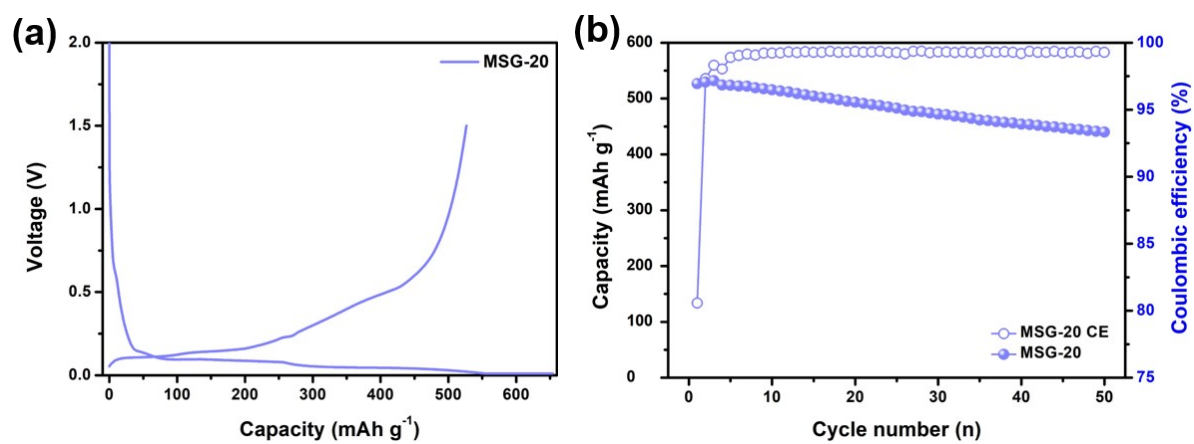 (a)
2.0
1.5
1.0
0.5
0.0
Voltage (V)
MSG-20
0 100 200 300 400 500 600
Capacity (mAh g⁻¹)
(b)
600
500
400
300
200
100
0
Capacity (mAh g⁻¹)
MSG-20 CE
MSG-20
100
95
90
85
80
75
Coulombic efficiency (%)
0 10 20 30 40 50
Cycle number (n)